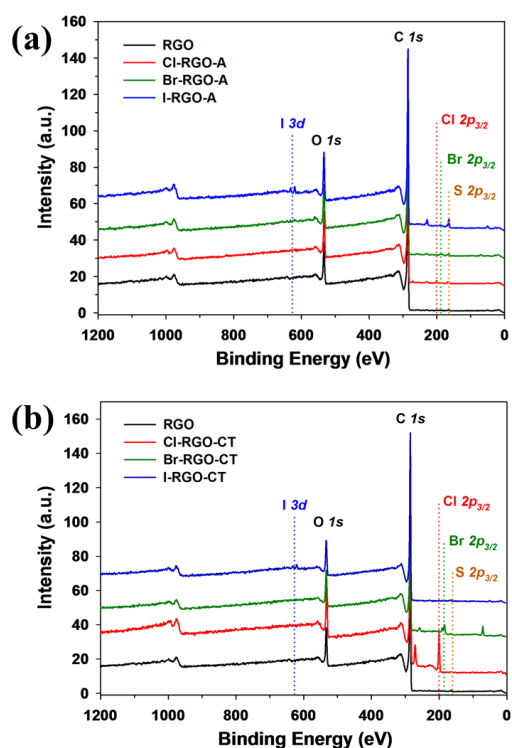 (a)
160
140
120
100
80
60
40
20
0
Intensity (a.u.)
RGO
Cl-RGO-A
Br-RGO-A
I-RGO-A
C 1s
I 3d
O 1s
Cl 2p3/2
Br 2p3/2
S 2p3/2
1200 1000 800 600 400 200 0
Binding Energy (eV)
(b)
160
140
120
100
80
60
40
20
0
Intensity (a.u.)
RGO
Cl-RGO-CT
Br-RGO-CT
I-RGO-CT
C 1s
I 3d
O 1s
Cl 2p3/2
Br 2p3/2
S 2p3/2
1200 1000 800 600 400 200 0
Binding Energy (eV)